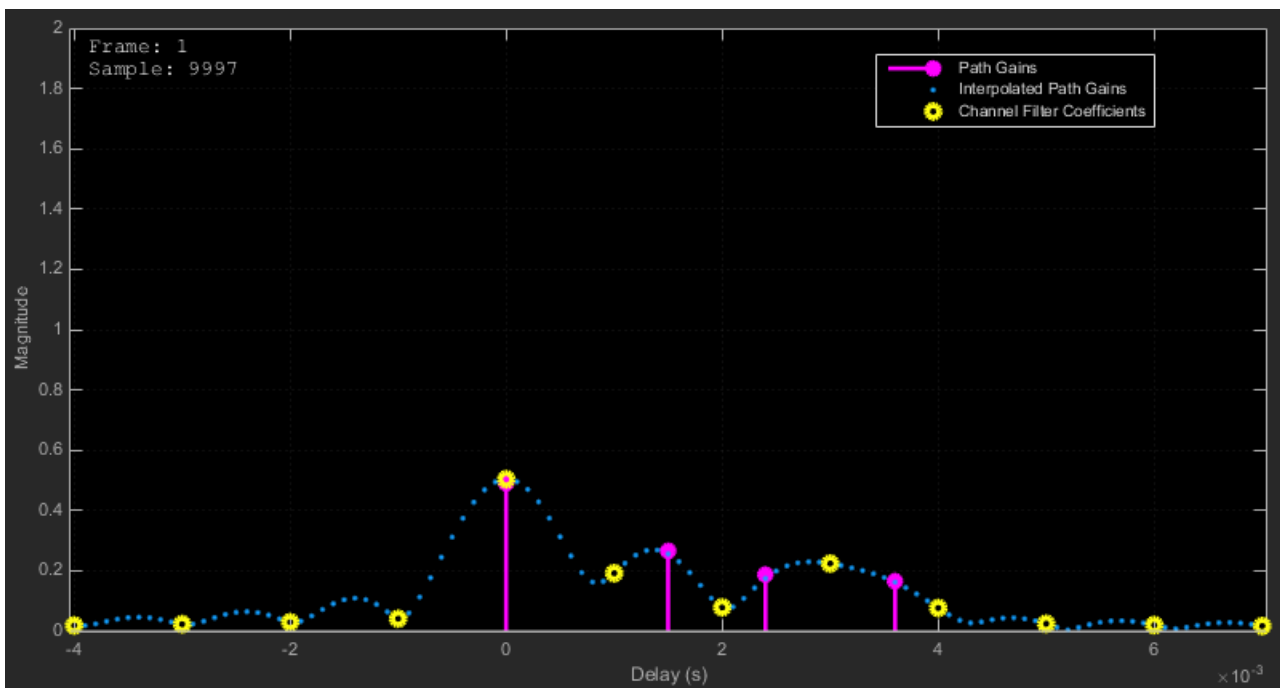 Frame: 1
Sample: 9997
Path Gains
Interpolated Path Gains
Channel Filter Coefficients
2
1.8
1.6
1.4
1.2
1
0.8
0.6
0.4
0.2
0
Magnitude
-4
-2
0
2
4
6
Delay (s)
×10⁻³